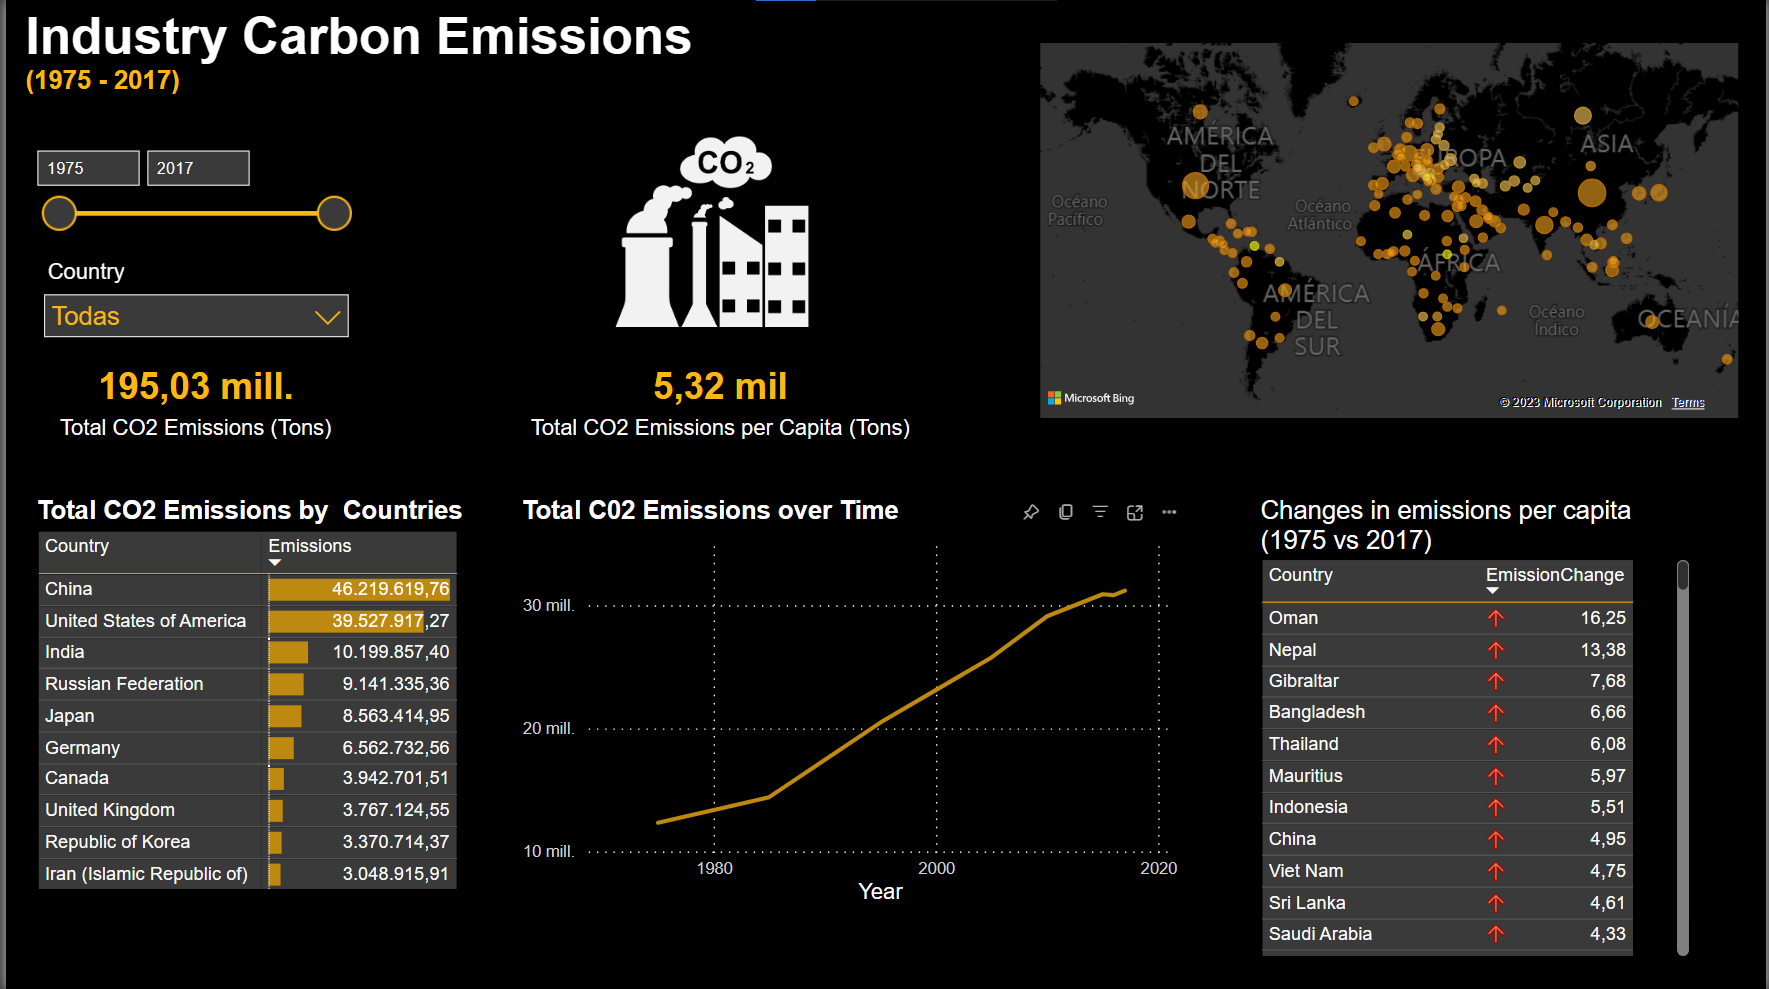 Industry Carbon Emissions
(1975 - 2017)
1975
2017
Country
Todas
195,03 mill.
Total CO2 Emissions (Tons)
CO₂
5,32 mil
Total CO2 Emissions per Capita (Tons)
AMÉRICA
DEL
NORTE
ASIA
Océano
Pacífico
Océano
Atlántico
ÁFRICA
AMÉRICA
DEL
SUR
Océano
Índico
OCEANÍA
Microsoft Bing
© 2023 Microsoft Corporation Terms
Total CO2 Emissions by Countries
Country Emissions
China 46.219.619,76
United States of America 39.527.917,27
India 10.199.857,40
Russian Federation 9.141.335,36
Japan 8.563.414,95
Germany 6.562.732,56
Canada 3.942.701,51
United Kingdom 3.767.124,55
Republic of Korea 3.370.714,37
Iran (Islamic Republic of) 3.048.915,91
Total C02 Emissions over Time
30 mill.
20 mill.
10 mill.
1980 2000 2020
Year
Changes in emissions per capita
(1975 vs 2017)
Country EmissionChange
Oman 16,25
Nepal 13,38
Gibraltar 7,68
Bangladesh 6,66
Thailand 6,08
Mauritius 5,97
Indonesia 5,51
China 4,95
Viet Nam 4,75
Sri Lanka 4,61
Saudi Arabia 4,33